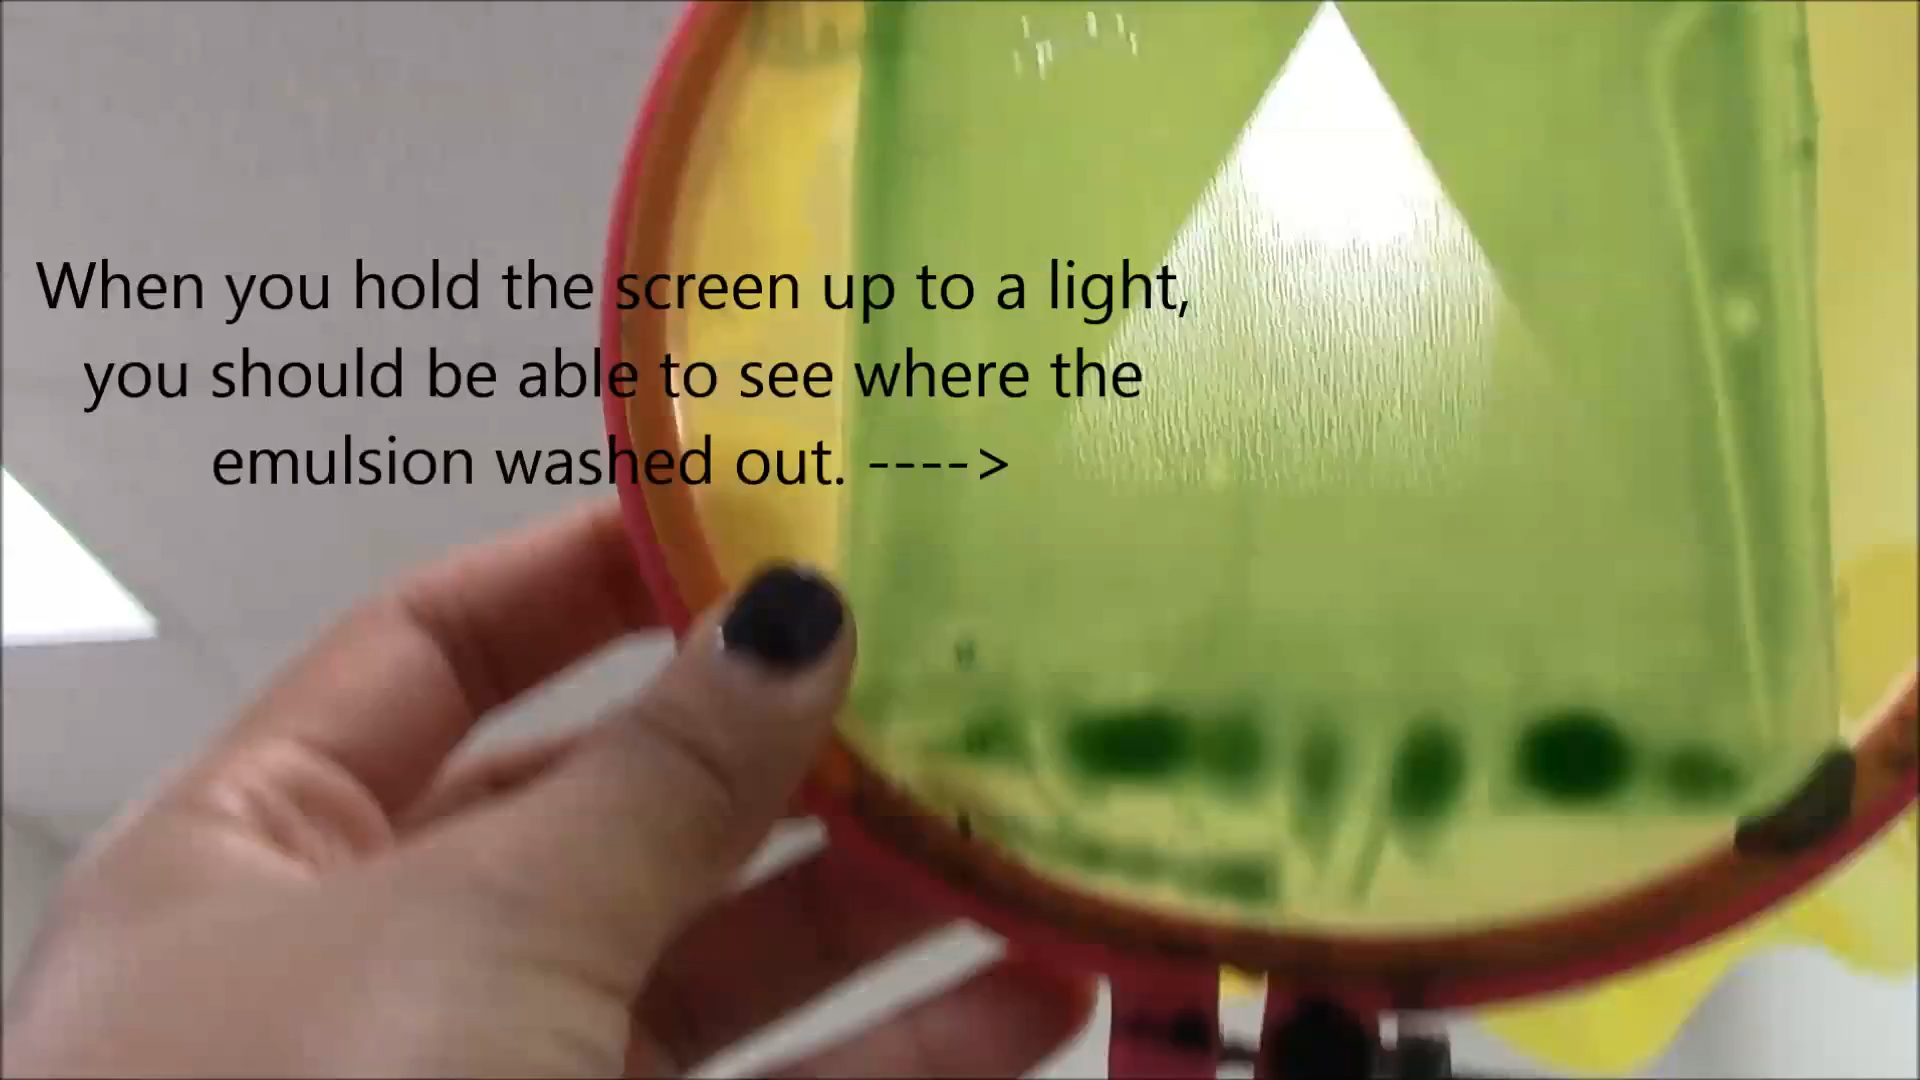 When you hold the screen up to a light,
you should be able to see where the
emulsion washed out. ---->